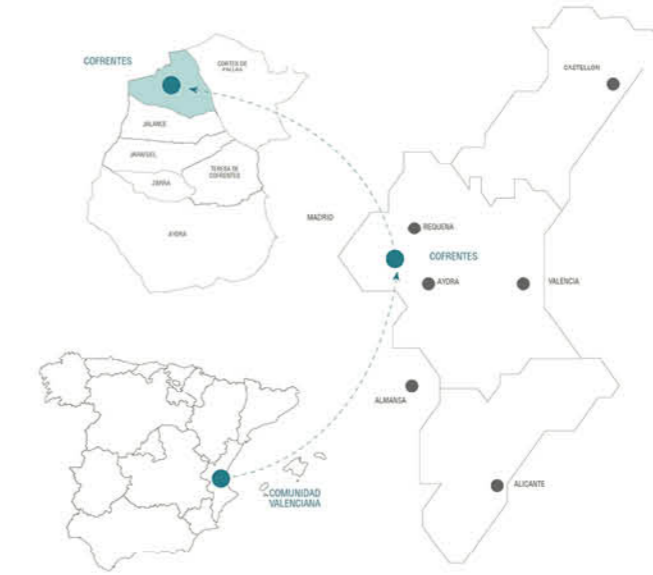 COFRENTES
CORTES DE
PALLAS
JALANCE
JARAFUEL
ZARRA
TERESA DE
COFRENTES
AYORA
MADRID
CASTELLON
REQUENA
COFRENTES
AYORA
VALENCIA
ALMANSA
ALICANTE
COMUNIDAD
VALENCIANA